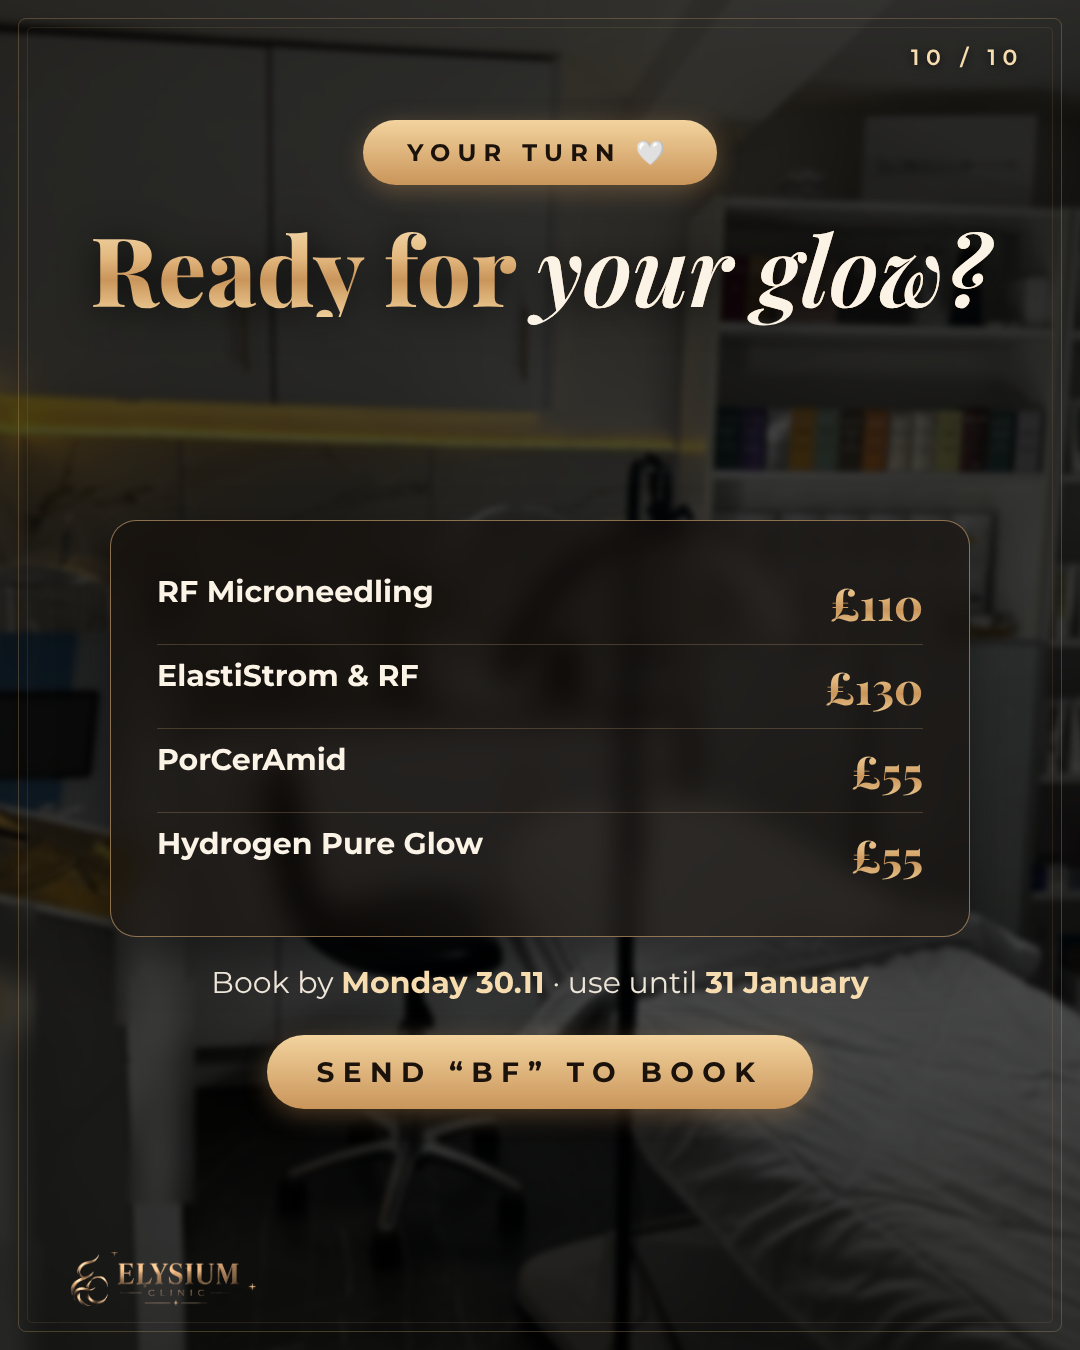 10 / 10
YOUR TURN 🤍
Ready for your glow?
RF Microneedling £110
ElastiStrom & RF £130
PorCerAmid £55
Hydrogen Pure Glow £55
Book by Monday 30.11 · use until 31 January
SEND “BF” TO BOOK
ELYSIUM
CLINIC